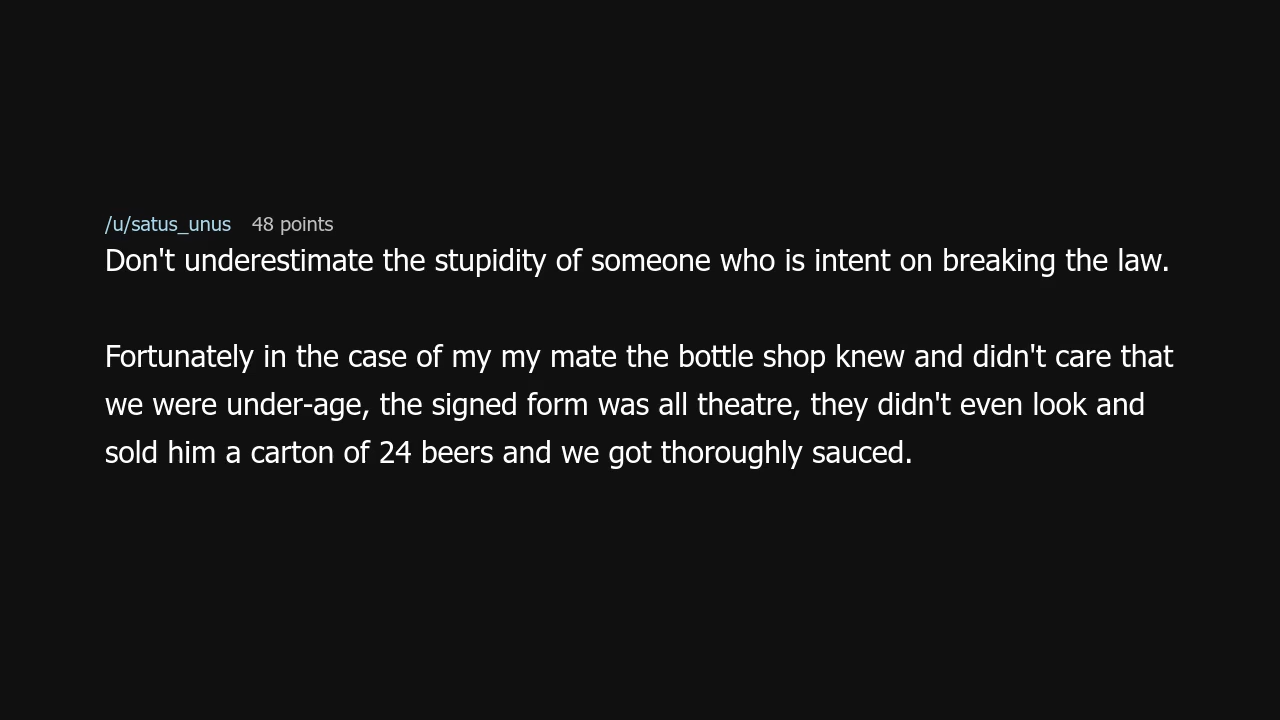 /u/satus_unus 48 points
Don't underestimate the stupidity of someone who is intent on breaking the law.
Fortunately in the case of my my mate the bottle shop knew and didn't care that
we were under-age, the signed form was all theatre, they didn't even look and
sold him a carton of 24 beers and we got thoroughly sauced.